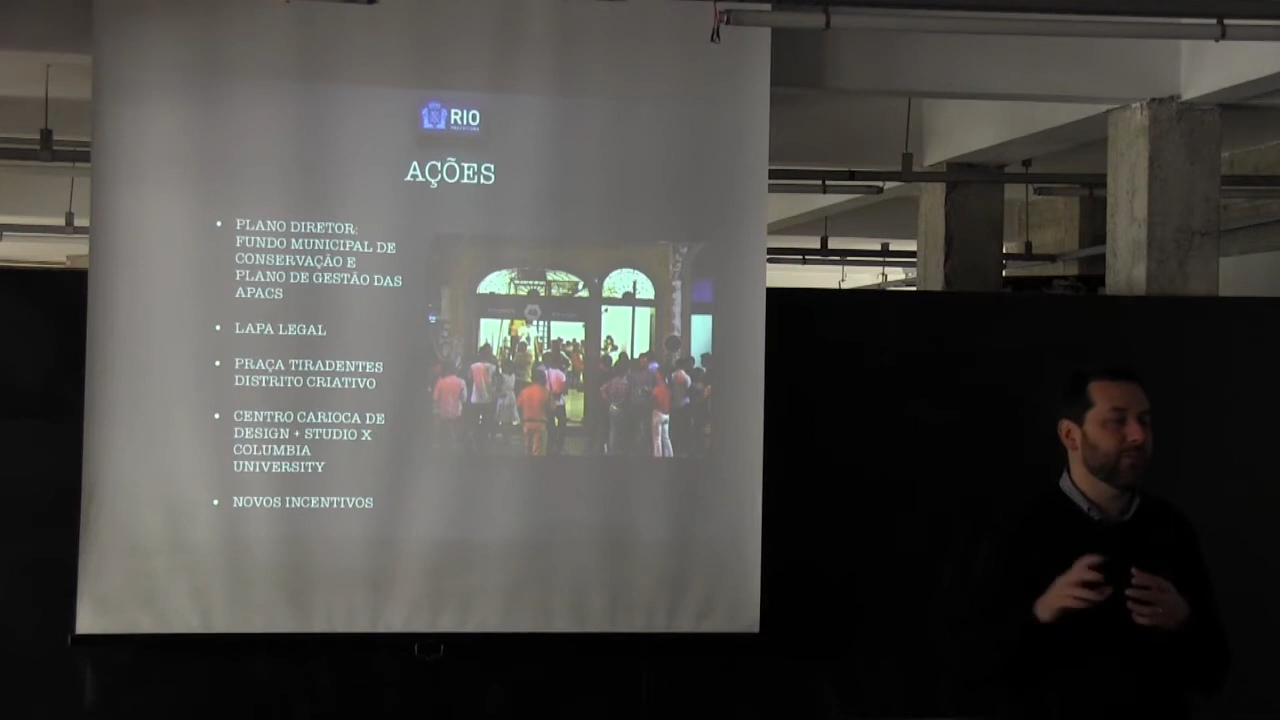 RIO
PREFEITURA
AÇÕES
• PLANO DIRETOR:
FUNDO MUNICIPAL DE
CONSERVAÇÃO E
PLANO DE GESTÃO DAS
APACS
• LAPA LEGAL
• PRAÇA TIRADENTES
DISTRITO CRIATIVO
• CENTRO CARIOCA DE
DESIGN + STUDIO X
COLUMBIA
UNIVERSITY
• NOVOS INCENTIVOS